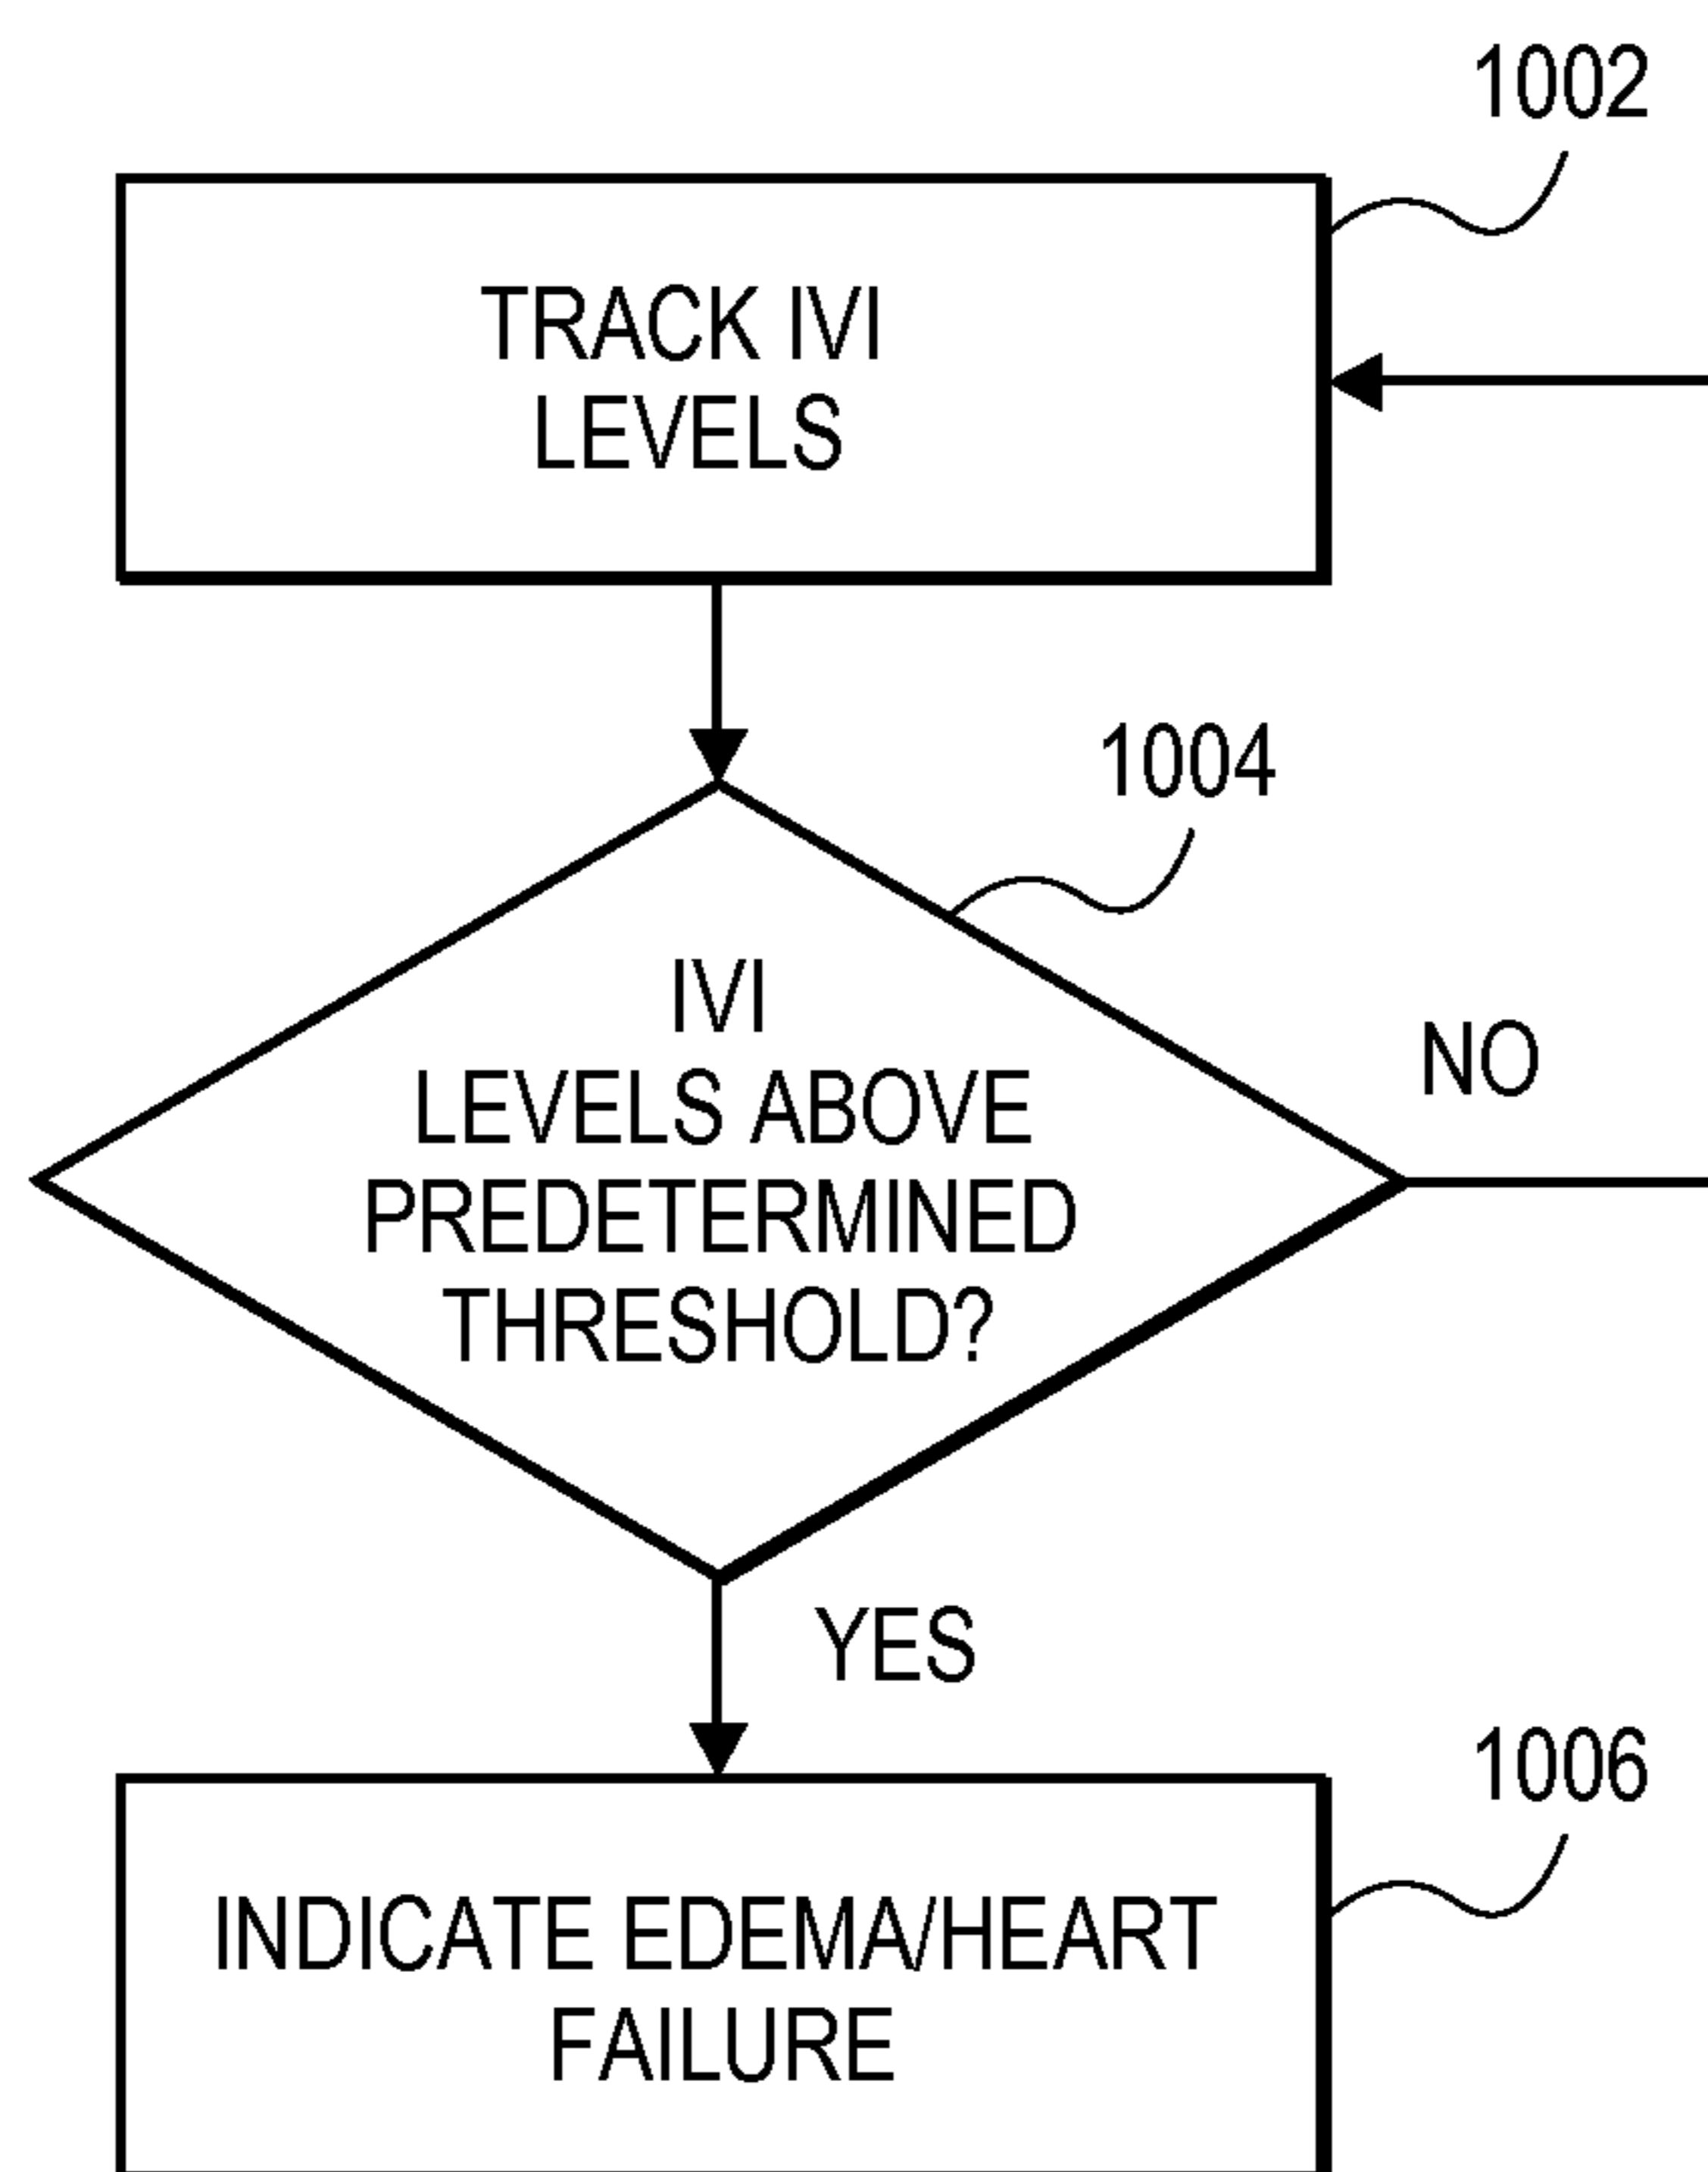 1002
TRACK IVI
LEVELS
1004
IVI
LEVELS ABOVE
PREDETERMINED
THRESHOLD?
NO
YES
1006
INDICATE EDEMA/HEART
FAILURE